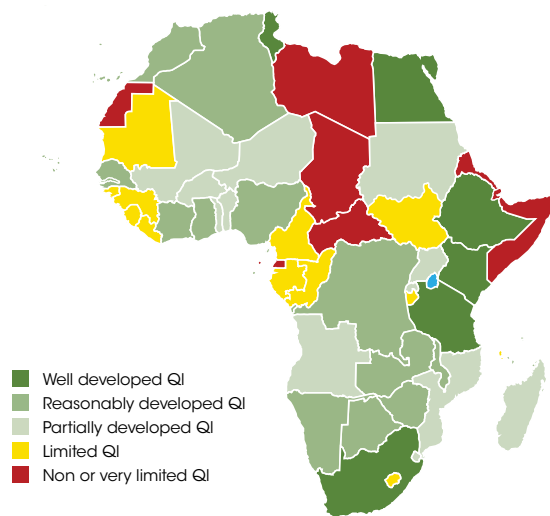 Well developed QI
Reasonably developed QI
Partially developed QI
Limited QI
Non or very limited QI